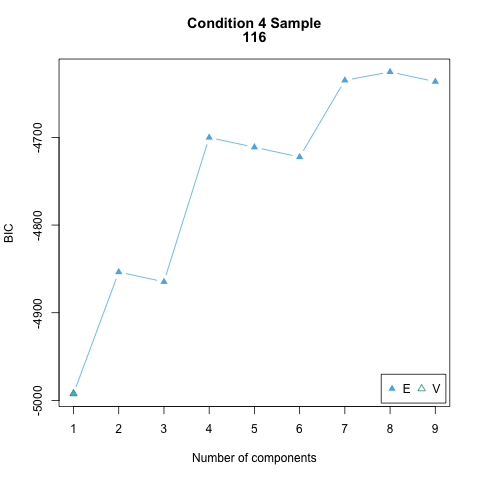 Condition 4 Sample
116
BIC
-4700
-4800
-4900
-5000
1 2 3 4 5 6 7 8 9
Number of components
E V